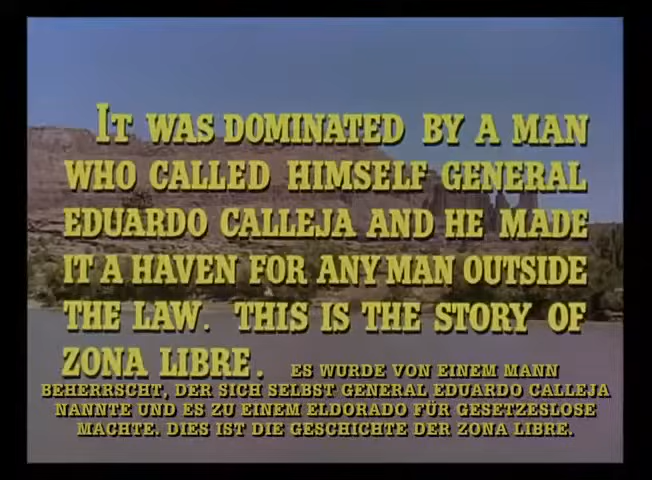 IT WAS DOMINATED BY A MAN
WHO CALLED HIMSELF GENERAL
EDUARDO CALLEJA AND HE MADE
IT A HAVEN FOR ANY MAN OUTSIDE
THE LAW. THIS IS THE STORY OF
ZONA LIBRE.
ES WURDE VON EINEM MANN
BEHERRSCHT, DER SICH SELBST GENERAL EDUARDO CALLEJA
NANNTE UND ES ZU EINEM ELDORADO FÜR GESETZESLOSE
MACHTE. DIES IST DIE GESCHICHTE DER ZONA LIBRE.